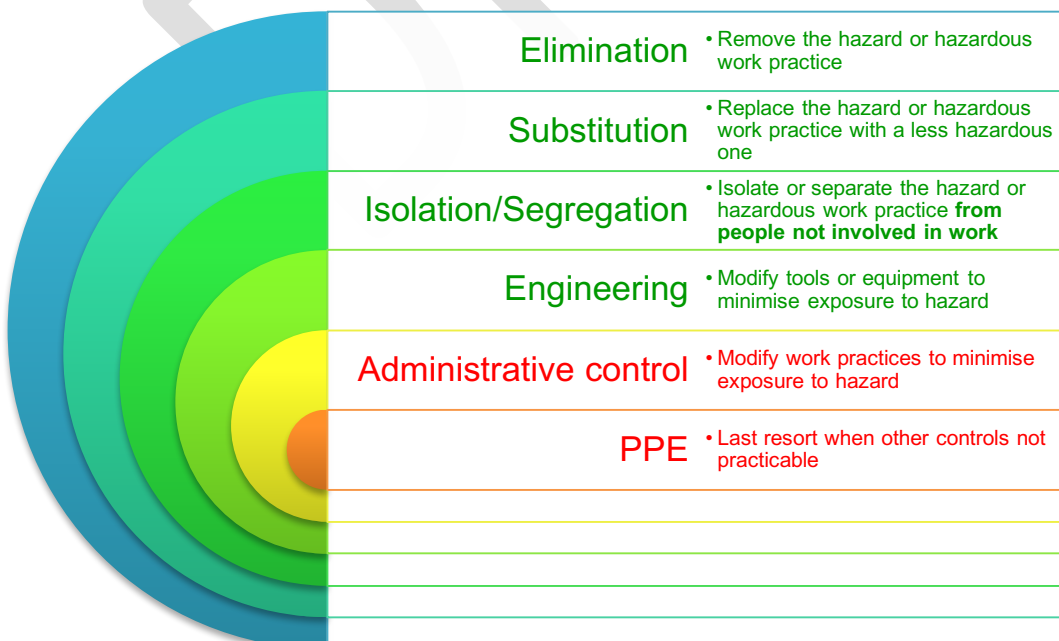 Elimination
• Remove the hazard or hazardous
work practice
Substitution
• Replace the hazard or hazardous
work practice with a less hazardous
one
Isolation/Segregation
• Isolate or separate the hazard or
hazardous work practice from
people not involved in work
Engineering
• Modify tools or equipment to
minimise exposure to hazard
Administrative control
• Modify work practices to minimise
exposure to hazard
PPE
• Last resort when other controls not
practicable